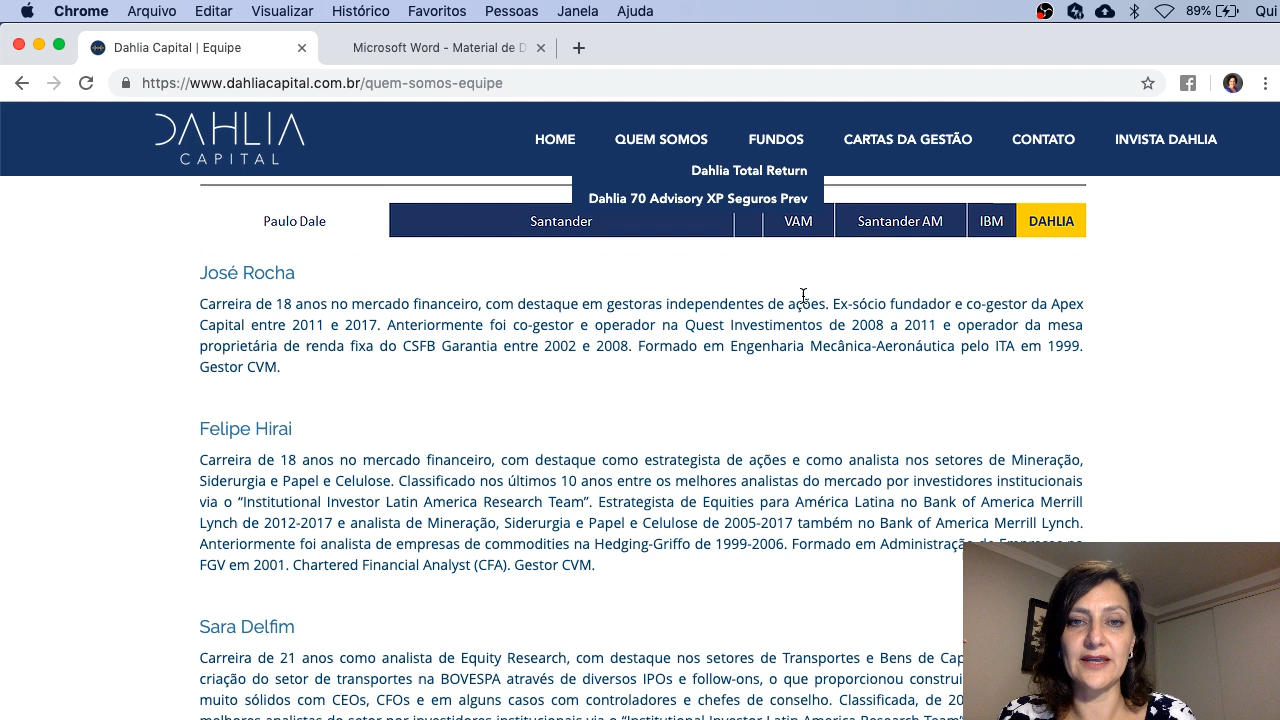 Chrome Arquivo Editar Visualizar Histórico Favoritos Pessoas Janela Ajuda 89% Qui
Dahlia Capital | Equipe
Microsoft Word - Material de D
https://www.dahliacapital.com.br/quem-somos-equipe
DAHLIA
CAPITAL
HOME QUEM SOMOS FUNDOS CARTAS DA GESTÃO CONTATO INVISTA DAHLIA
Dahlia Total Return
Dahlia 70 Advisory XP Seguros Prev
Paulo Dale Santander VAM Santander AM IBM DAHLIA
José Rocha
Carreira de 18 anos no mercado financeiro, com destaque em gestoras independentes de ações. Ex-sócio fundador e co-gestor da Apex
Capital entre 2011 e 2017. Anteriormente foi co-gestor e operador na Quest Investimentos de 2008 a 2011 e operador da mesa
proprietária de renda fixa do CSFB Garantia entre 2002 e 2008. Formado em Engenharia Mecânica-Aeronáutica pelo ITA em 1999.
Gestor CVM.
Felipe Hirai
Carreira de 18 anos no mercado financeiro, com destaque como estrategista de ações e como analista nos setores de Mineração,
Siderurgia e Papel e Celulose. Classificado nos últimos 10 anos entre os melhores analistas do mercado por investidores institucionais
via o “Institutional Investor Latin America Research Team”. Estrategista de Equities para América Latina no Bank of America Merrill
Lynch de 2012-2017 e analista de Mineração, Siderurgia e Papel e Celulose de 2005-2017 também no Bank of America Merrill Lynch.
Anteriormente foi analista de empresas de commodities na Hedging-Griffo de 1999-2006. Formado em Administração
FGV em 2001. Chartered Financial Analyst (CFA). Gestor CVM.
Sara Delfim
Carreira de 21 anos como analista de Equity Research, com destaque nos setores de Transportes e Bens de Cap
criação do setor de transportes na BOVESPA através de diversos IPOs e follow-ons, o que proporcionou construi
muito sólidos com CEOs, CFOs e em alguns casos com controladores e chefes de conselho. Classificada, de 20
melhores analistas do setor por investidores institucionais via o “Institutional Investor Latin America Research Team”